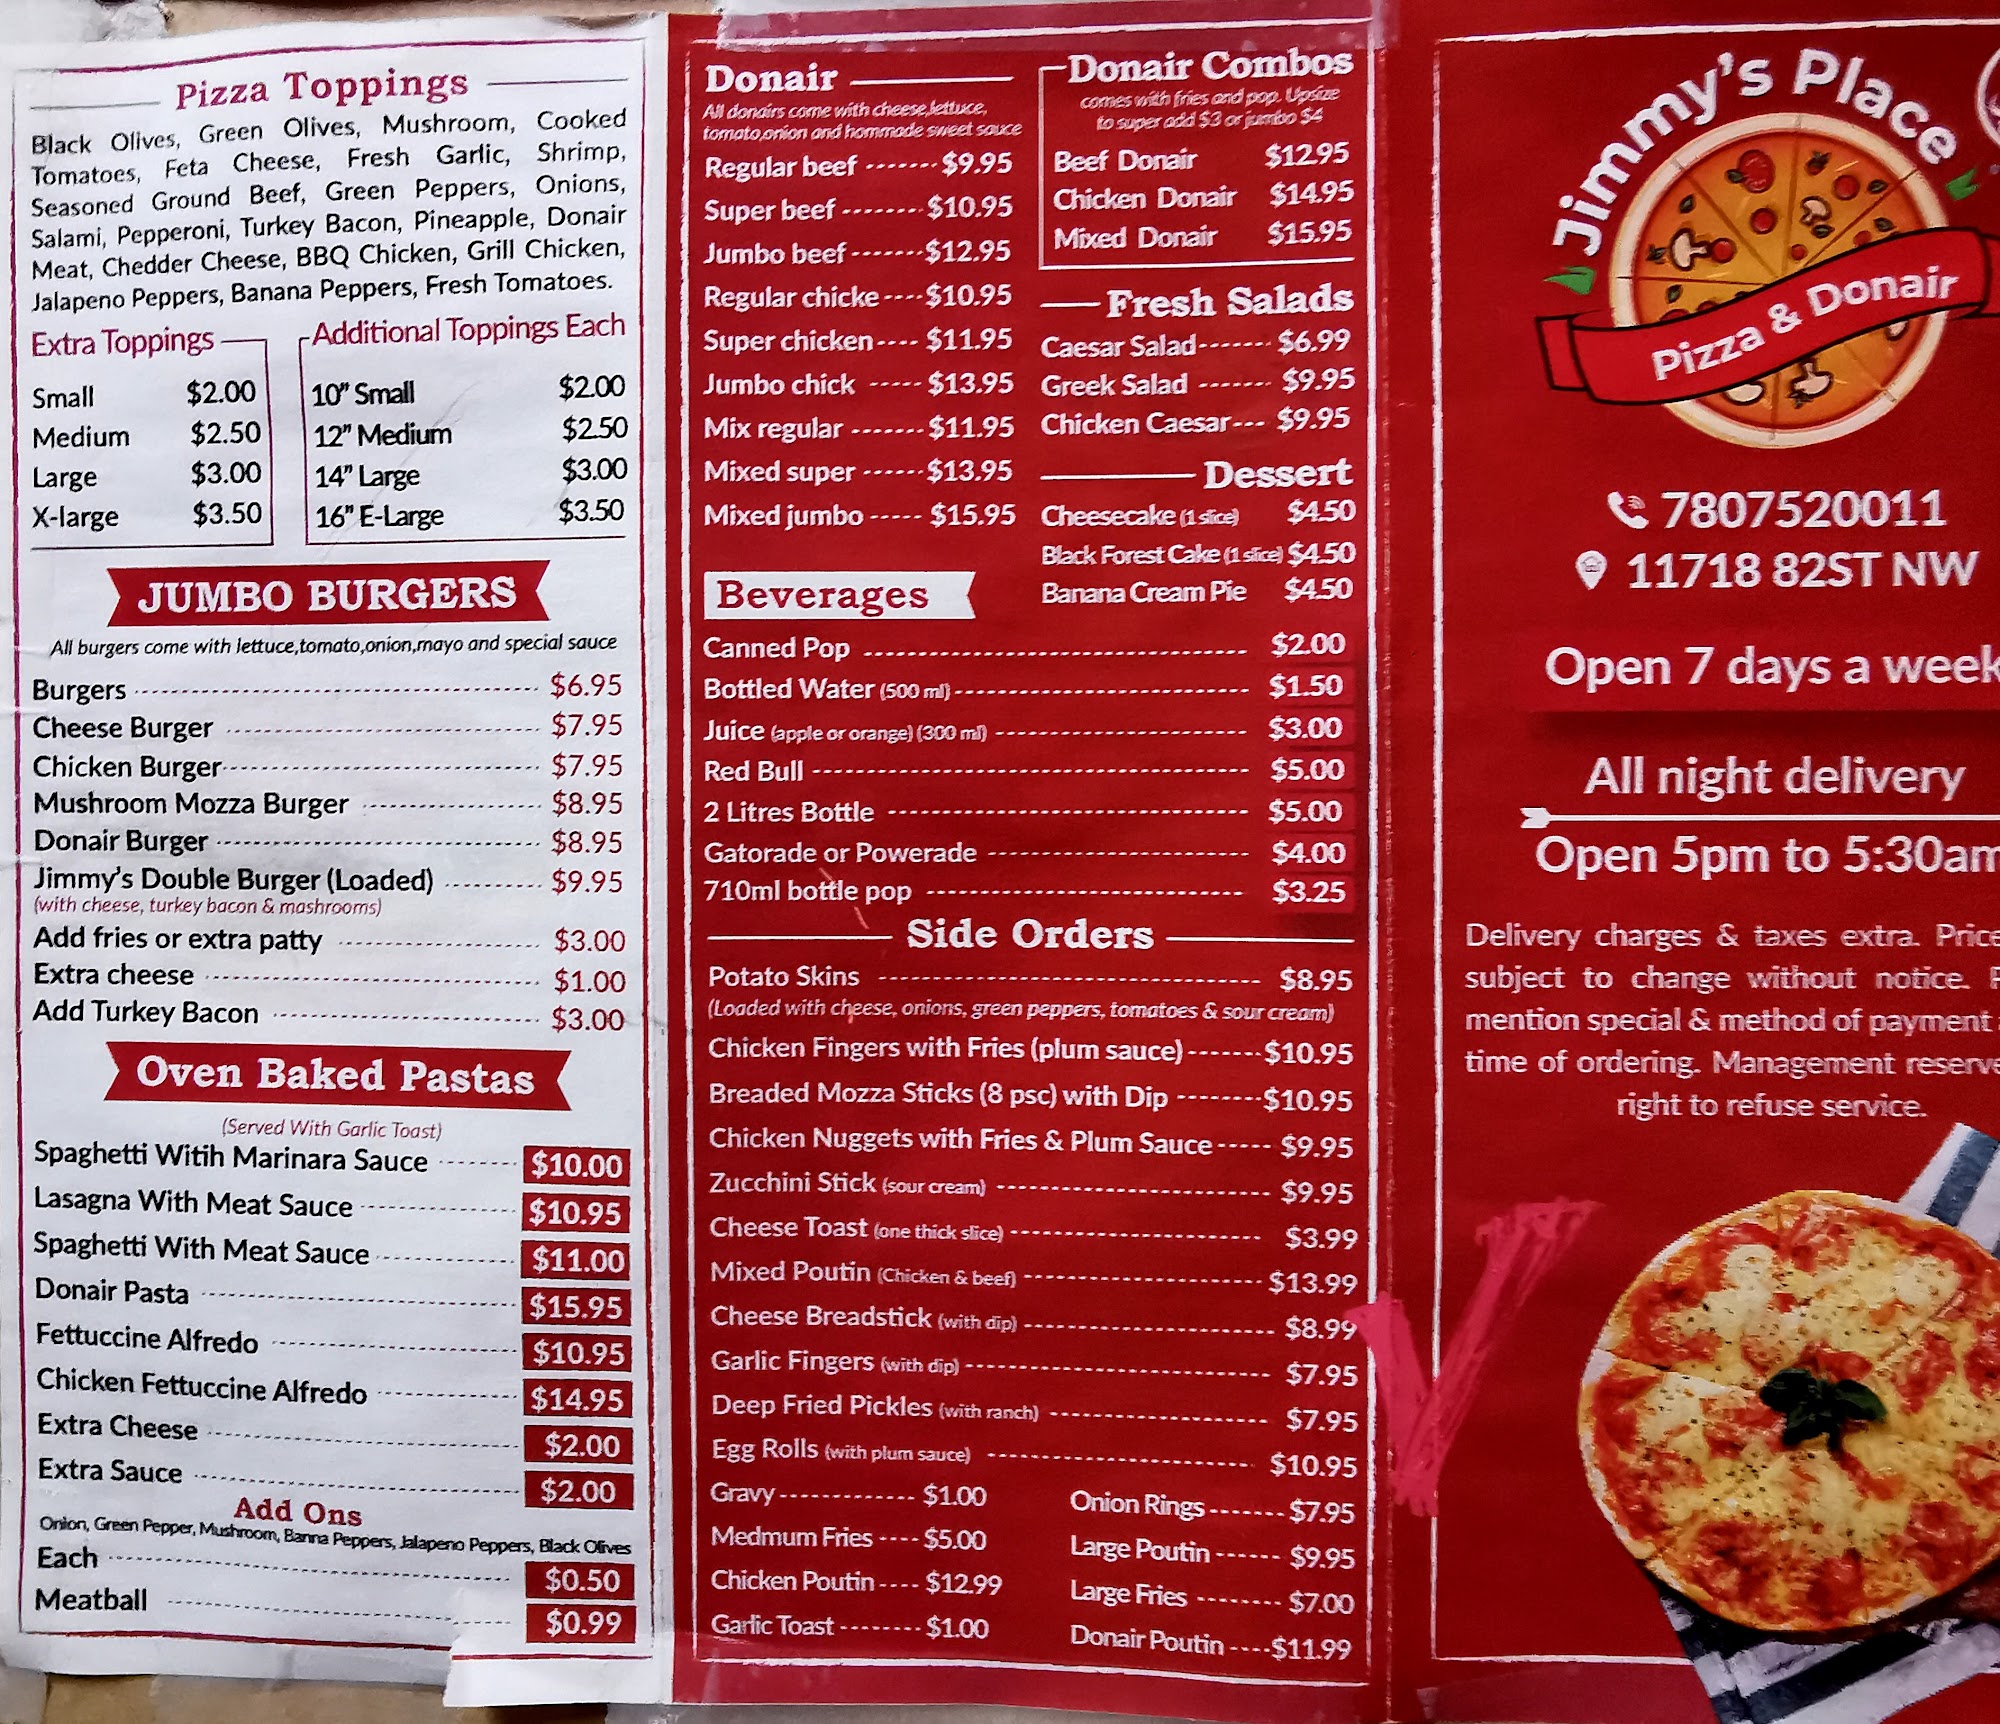 Pizza Toppings
Black Olives, Green Olives, Mushroom, Cooked
Tomatoes, Feta Cheese, Fresh Garlic, Shrimp,
Seasoned Ground Beef, Green Peppers, Onions,
Salami, Pepperoni, Turkey Bacon, Pineapple, Donair
Meat, Chedder Cheese, BBQ Chicken, Grill Chicken,
Jalapeno Peppers, Banana Peppers, Fresh Tomatoes.
Extra Toppings
Small $2.00
Medium $2.50
Large $3.00
X-large $3.50
Additional Toppings Each
10" Small $2.00
12" Medium $2.50
14" Large $3.00
16" E-Large $3.50
JUMBO BURGERS
All burgers come with lettuce,tomato,onion,mayo and special sauce
Burgers $6.95
Cheese Burger $7.95
Chicken Burger $7.95
Mushroom Mozza Burger $8.95
Donair Burger $8.95
Jimmy's Double Burger (Loaded) $9.95
(with cheese, turkey bacon & mashrooms)
Add fries or extra patty $3.00
Extra cheese $1.00
Add Turkey Bacon $3.00
Oven Baked Pastas
(Served With Garlic Toast)
Spaghetti Witih Marinara Sauce $10.00
Lasagna With Meat Sauce $10.95
Spaghetti With Meat Sauce $11.00
Donair Pasta $15.95
Fettuccine Alfredo $10.95
Chicken Fettuccine Alfredo $14.95
Extra Cheese $2.00
Extra Sauce $2.00
Add Ons
Onion, Green Pepper, Mushroom, Banna Peppers, Jalapeno Peppers, Black Olives
Each $0.50
Meatball $0.99
Donair
All donairs come with cheese,lettuce,
tomato,onion and hommade sweet sauce
Regular beef $9.95
Super beef $10.95
Jumbo beef $12.95
Regular chicke $10.95
Super chicken $11.95
Jumbo chick $13.95
Mix regular $11.95
Mixed super $13.95
Mixed jumbo $15.95
Donair Combos
comes with fries and pop. Upsize
to super add $3 or jumbo $4
Beef Donair $12.95
Chicken Donair $14.95
Mixed Donair $15.95
Fresh Salads
Caesar Salad $6.99
Greek Salad $9.95
Chicken Caesar $9.95
Dessert
Cheesecake (1 slice) $4.50
Black Forest Cake (1 slice) $4.50
Banana Cream Pie $4.50
Beverages
Canned Pop $2.00
Bottled Water (500 ml) $1.50
Juice (apple or orange) (300 ml) $3.00
Red Bull $5.00
2 Litres Bottle $5.00
Gatorade or Powerade $4.00
710ml bottle pop $3.25
Side Orders
Potato Skins $8.95
(Loaded with cheese, onions, green peppers, tomatoes & sour cream)
Chicken Fingers with Fries (plum sauce) $10.95
Breaded Mozza Sticks (8 psc) with Dip $10.95
Chicken Nuggets with Fries & Plum Sauce $9.95
Zucchini Stick (sour cream) $9.95
Cheese Toast (one thick slice) $3.99
Mixed Poutin (Chicken & beef) $13.99
Cheese Breadstick (with dip) $8.99
Garlic Fingers (with dip) $7.95
Deep Fried Pickles (with ranch) $7.95
Egg Rolls (with plum sauce) $10.95
Gravy $1.00
Medmum Fries $5.00
Chicken Poutin $12.99
Garlic Toast $1.00
Onion Rings $7.95
Large Poutin $9.95
Large Fries $7.00
Donair Poutin $11.99
Jimmy's Place
Pizza & Donair
7807520011
11718 82ST NW
Open 7 days a week
All night delivery
Open 5pm to 5:30am
Delivery charges & taxes extra. Price
subject to change without notice.
mention special & method of payment
time of ordering. Management reserve
right to refuse service.